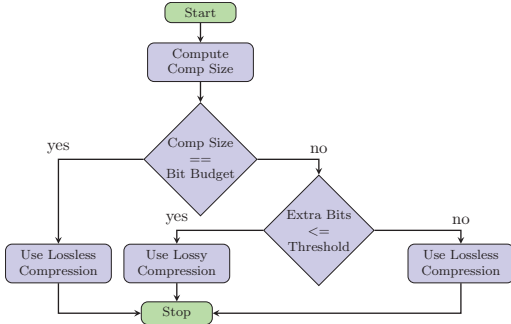 Start
Compute
Comp Size
Comp Size
==
Bit Budget
yes
no
Extra Bits
<=
Threshold
yes
no
Use Lossless
Compression
Use Lossy
Compression
Use Lossless
Compression
Stop